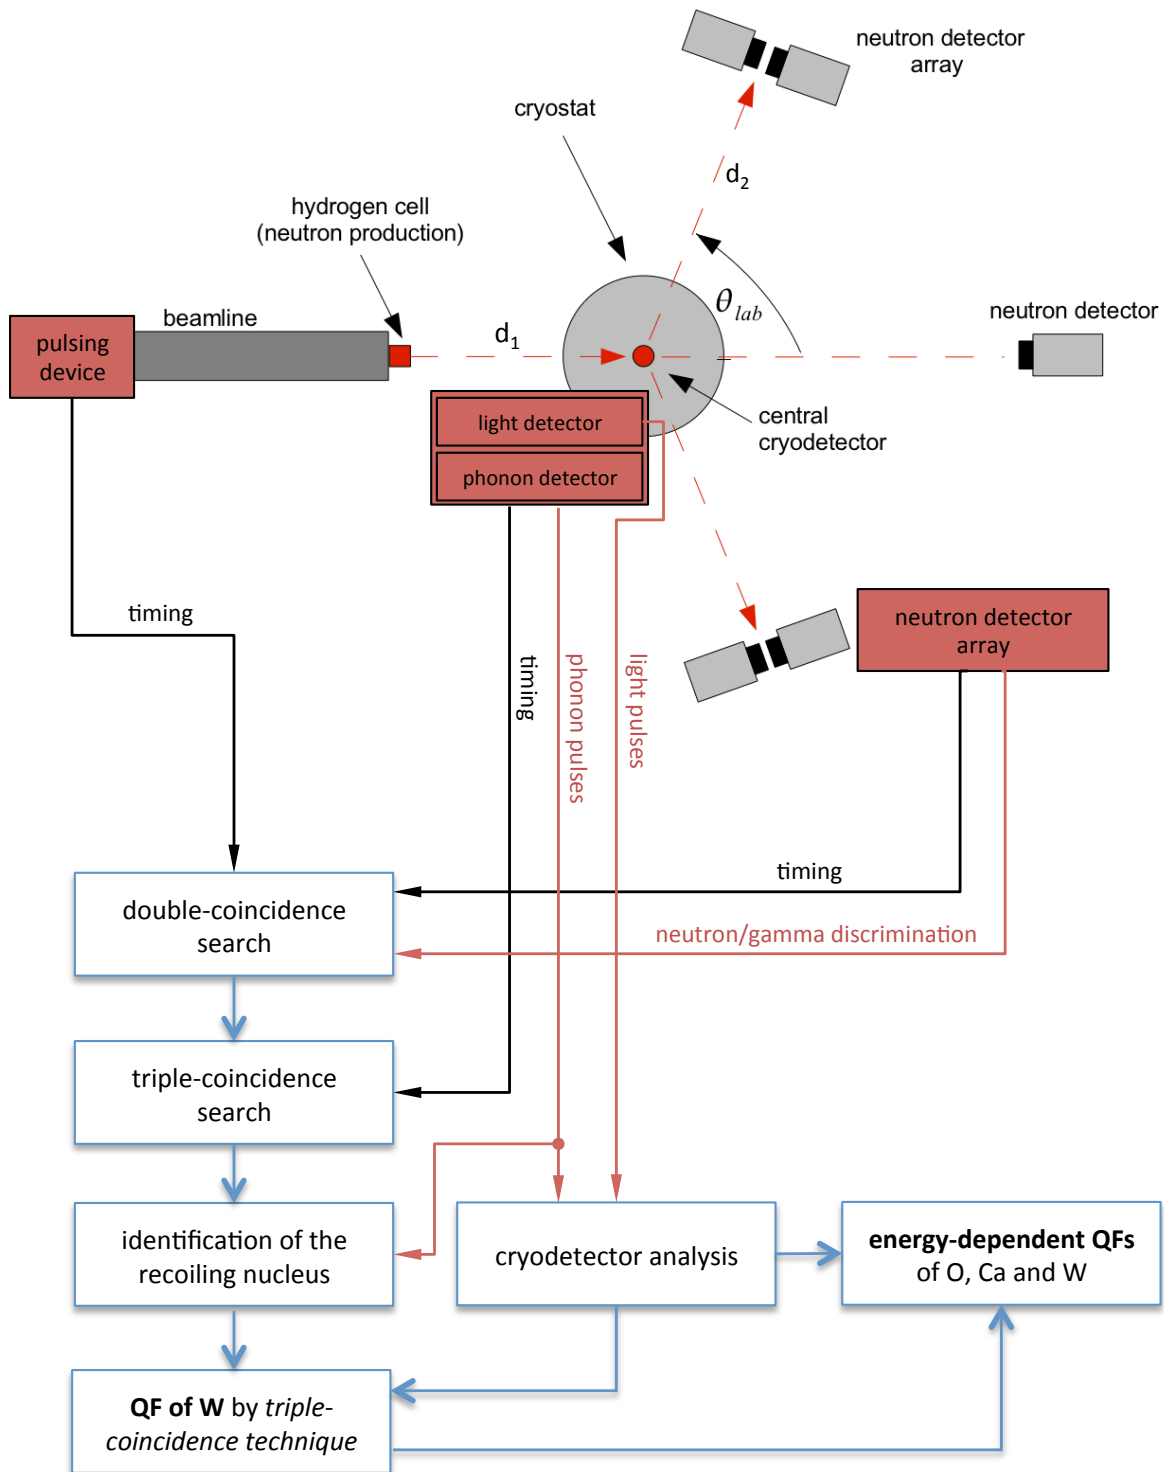 neutron detector
array
cryostat
d2
hydrogen cell
(neutron production)
θlab
neutron detector
beamline
d1
pulsing
device
light detector
central
cryodetector
phonon detector
timing
neutron detector
array
timing
phonon pulses
light pulses
timing
double-coincidence
search
neutron/gamma discrimination
triple-coincidence
search
identification of the
recoiling nucleus
cryodetector analysis
energy-dependent QFs
of O, Ca and W
QF of W by triple-
coincidence technique